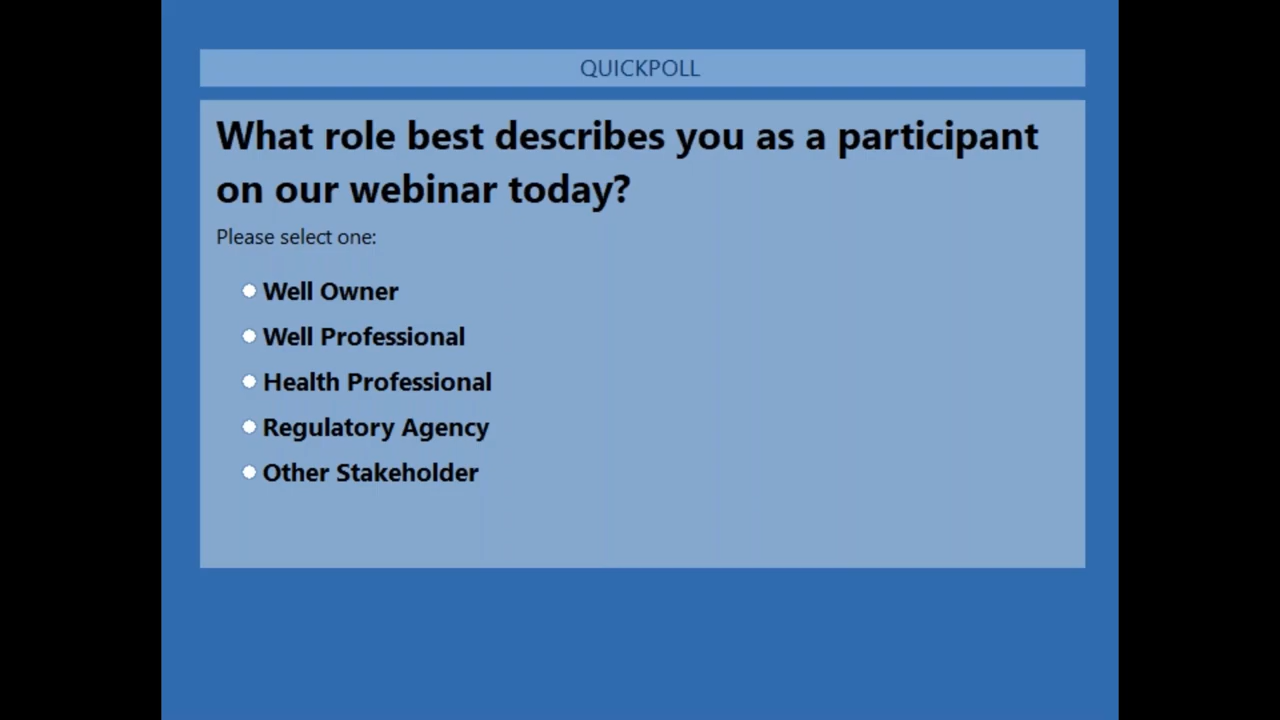 QUICKPOLL
What role best describes you as a participant
on our webinar today?
Please select one:
Well Owner
Well Professional
Health Professional
Regulatory Agency
Other Stakeholder